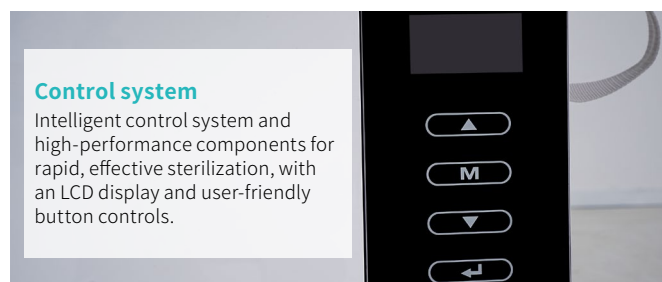 Control system
Intelligent control system and
high-performance components for
rapid, effective sterilization, with
an LCD display and user-friendly
button controls.
M